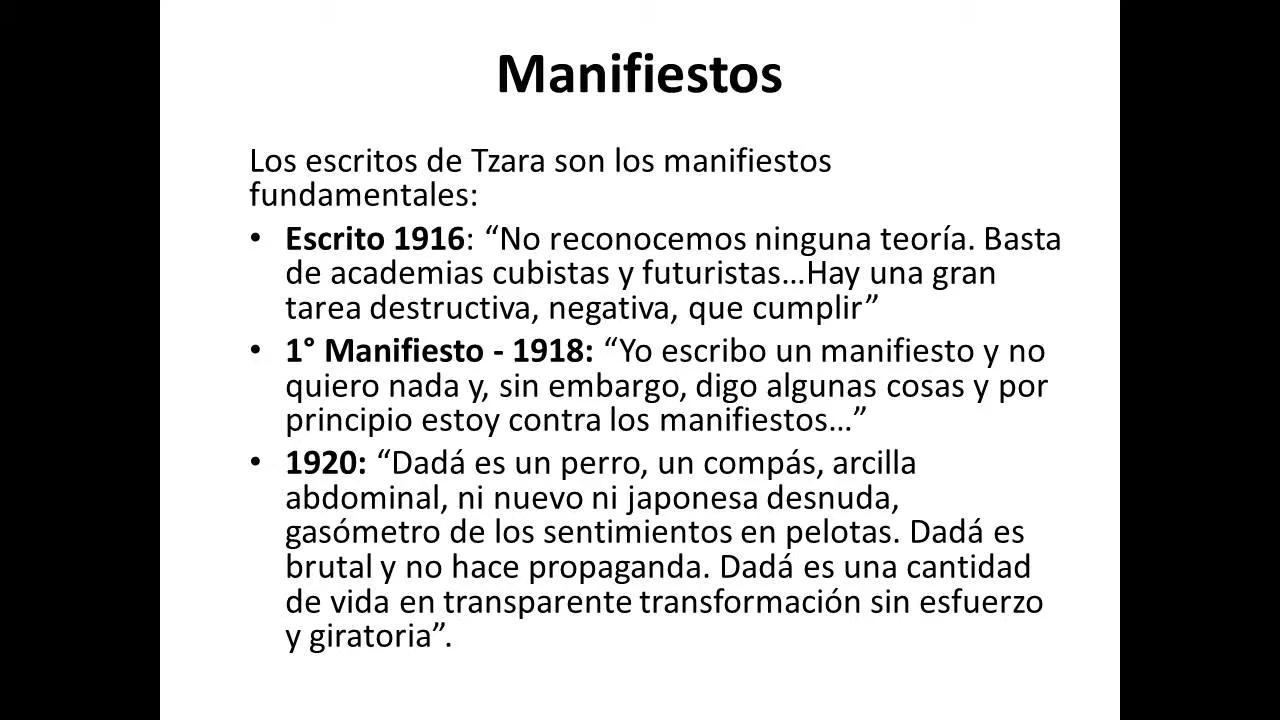 Manifiestos
Los escritos de Tzara son los manifiestos
fundamentales:
• Escrito 1916: “No reconocemos ninguna teoría. Basta
de academias cubistas y futuristas...Hay una gran
tarea destructiva, negativa, que cumplir”
• 1° Manifiesto - 1918: “Yo escribo un manifiesto y no
quiero nada y, sin embargo, digo algunas cosas y por
principio estoy contra los manifiestos...”
• 1920: “Dadá es un perro, un compás, arcilla
abdominal, ni nuevo ni japonesa desnuda,
gasómetro de los sentimientos en pelotas. Dadá es
brutal y no hace propaganda. Dadá es una cantidad
de vida en transparente transformación sin esfuerzo
y giratoria”.